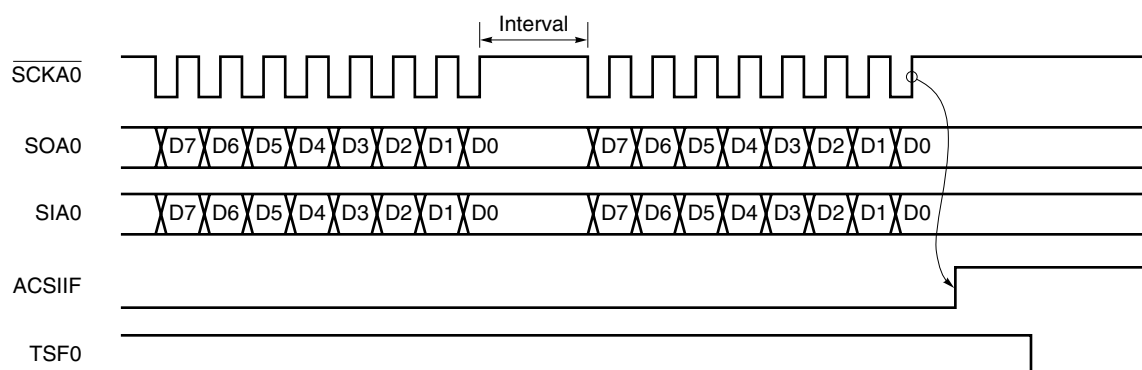 Interval
SCKA0
SOA0 D7 D6 D5 D4 D3 D2 D1 D0 D7 D6 D5 D4 D3 D2 D1 D0
SIA0 D7 D6 D5 D4 D3 D2 D1 D0 D7 D6 D5 D4 D3 D2 D1 D0
ACSIIF
TSF0